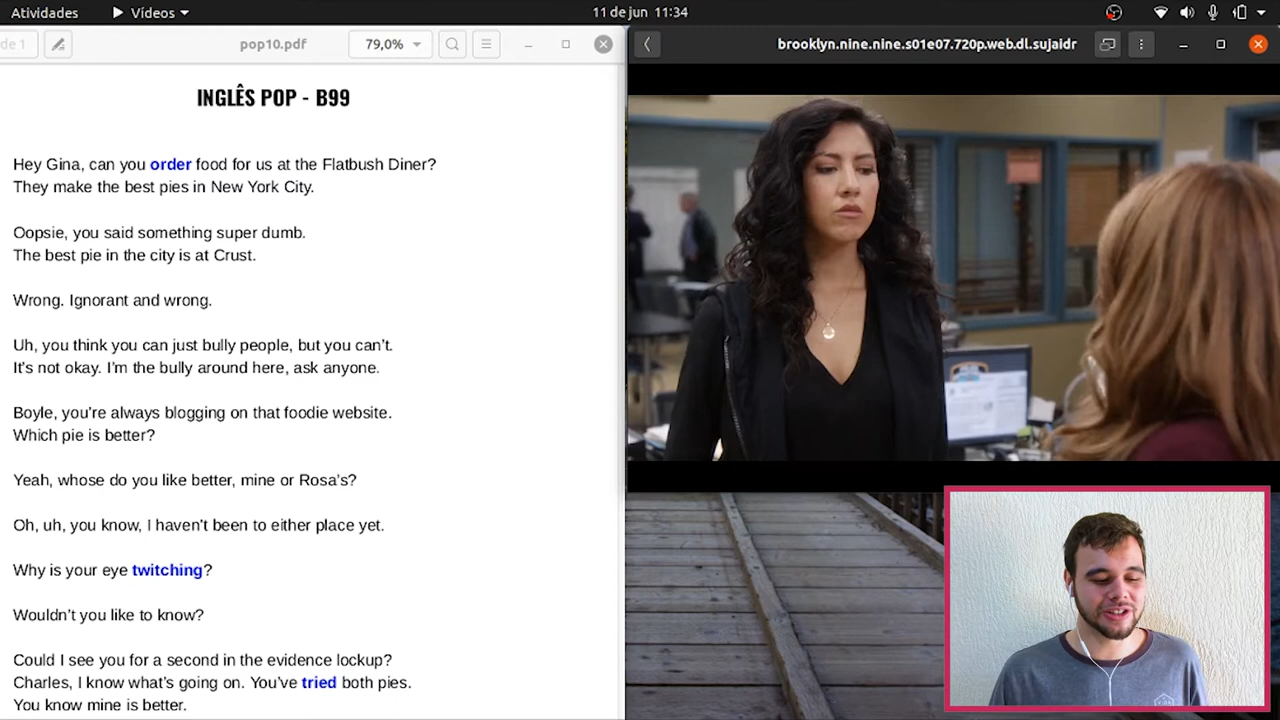 Atividades
Vídeos
11 de jun 11:34
de 1
pop10.pdf
79,0%
brooklyn.nine.nine.s01e07.720p.web.dl.sujaidr
INGLÊS POP - B99
Hey Gina, can you order food for us at the Flatbush Diner?
They make the best pies in New York City.
Oopsie, you said something super dumb.
The best pie in the city is at Crust.
Wrong. Ignorant and wrong.
Uh, you think you can just bully people, but you can't.
It's not okay. I'm the bully around here, ask anyone.
Boyle, you're always blogging on that foodie website.
Which pie is better?
Yeah, whose do you like better, mine or Rosa's?
Oh, uh, you know, I haven't been to either place yet.
Why is your eye twitching?
Wouldn't you like to know?
Could I see you for a second in the evidence lockup?
Charles, I know what's going on. You've tried both pies.
You know mine is better.